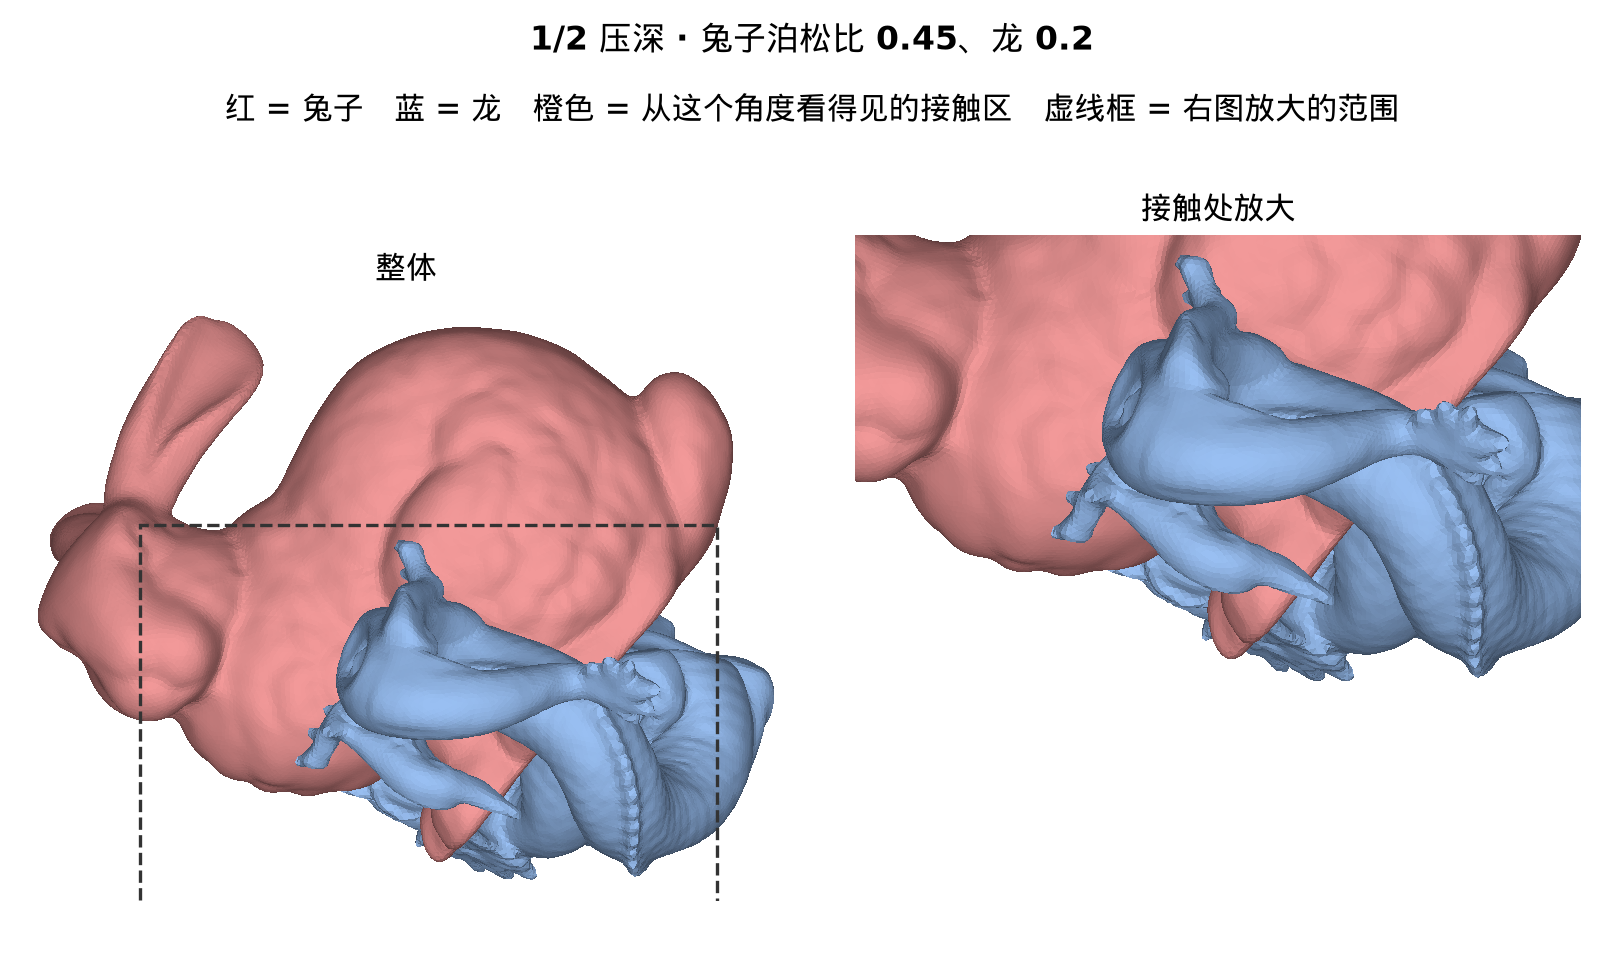 1/2 压深 · 兔子泊松比 0.45、龙 0.2
红 = 兔子 蓝 = 龙 橙色 = 从这个角度看得见的接触区 虚线框 = 右图放大的范围
接触处放大
整体